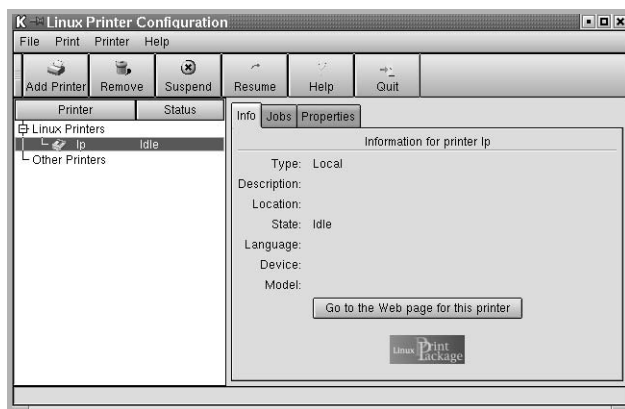 K Linux Printer Configuration
File Print Printer Help
Add Printer Remove Suspend Resume Help Quit
Printer Status
Linux Printers
lp Idle
Other Printers
Info Jobs Properties
Information for printer lp
Type: Local
Description:
Location:
State: Idle
Language:
Device:
Model:
Go to the Web page for this printer
Linux Print Package